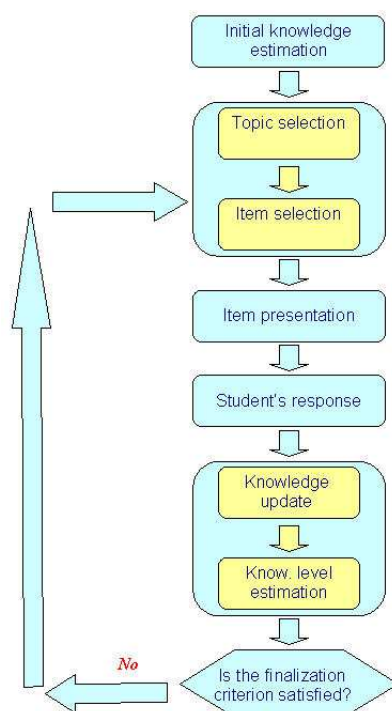 Initial knowledge
estimation
Topic selection
Item selection
Item presentation
Student's response
Knowledge
update
Know. level
estimation
No
Is the finalization
criterion satisfied?